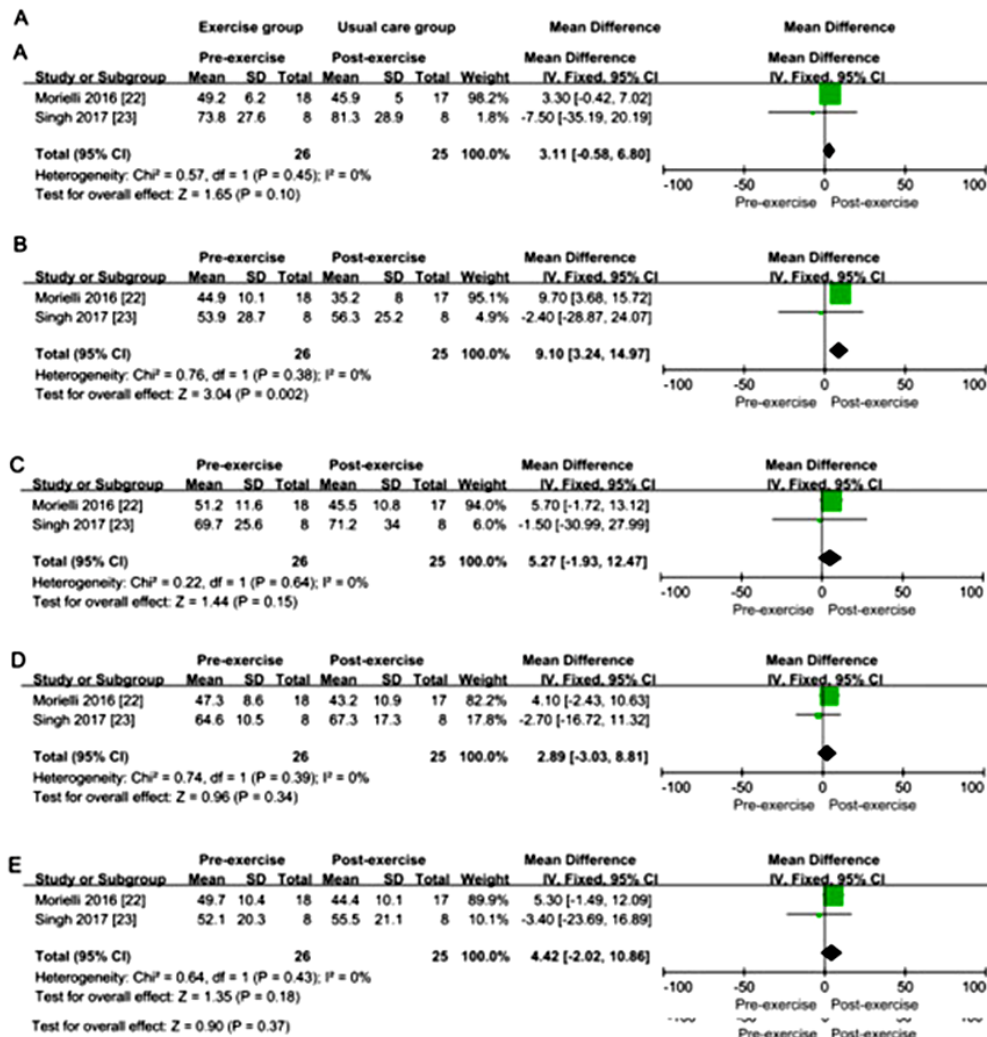 A
Exercise group Usual care group Mean Difference Mean Difference
A
Pre-exercise Post-exercise Mean Difference Mean Difference
Study or Subgroup Mean SD Total Mean SD Total Weight IV, Fixed, 95% CI IV, Fixed, 95% CI
Morielli 2016 [22] 49.2 6.2 18 45.9 5 17 98.2% 3.30 [-0.42, 7.02]
Singh 2017 [23] 73.8 27.6 8 81.3 28.9 8 1.8% -7.50 [-35.19, 20.19]
Total (95% CI) 26 25 100.0% 3.11 [-0.58, 6.80]
Heterogeneity: Chi² = 0.57, df = 1 (P = 0.45); I² = 0%
Test for overall effect: Z = 1.65 (P = 0.10)
-100 -50 0 50 100
Pre-exercise Post-exercise
B
Pre-exercise Post-exercise Mean Difference Mean Difference
Study or Subgroup Mean SD Total Mean SD Total Weight IV, Fixed, 95% CI IV, Fixed, 95% CI
Morielli 2016 [22] 44.9 10.1 18 35.2 8 17 95.1% 9.70 [3.68, 15.72]
Singh 2017 [23] 53.9 28.7 8 56.3 25.2 8 4.9% -2.40 [-28.87, 24.07]
Total (95% CI) 26 25 100.0% 9.10 [3.24, 14.97]
Heterogeneity: Chi² = 0.76, df = 1 (P = 0.38); I² = 0%
Test for overall effect: Z = 3.04 (P = 0.002)
-100 -50 0 50 100
Pre-exercise Post-exercise
C
Pre-exercise Post-exercise Mean Difference Mean Difference
Study or Subgroup Mean SD Total Mean SD Total Weight IV, Fixed, 95% CI IV, Fixed, 95% CI
Morielli 2016 [22] 51.2 11.6 18 45.5 10.8 17 94.0% 5.70 [-1.72, 13.12]
Singh 2017 [23] 69.7 25.6 8 71.2 34 8 6.0% -1.50 [-30.99, 27.99]
Total (95% CI) 26 25 100.0% 5.27 [-1.93, 12.47]
Heterogeneity: Chi² = 0.22, df = 1 (P = 0.64); I² = 0%
Test for overall effect: Z = 1.44 (P = 0.15)
-100 -50 0 50 100
Pre-exercise Post-exercise
D
Pre-exercise Post-exercise Mean Difference Mean Difference
Study or Subgroup Mean SD Total Mean SD Total Weight IV, Fixed, 95% CI IV, Fixed, 95% CI
Morielli 2016 [22] 47.3 8.6 18 43.2 10.9 17 82.2% 4.10 [-2.43, 10.63]
Singh 2017 [23] 64.6 10.5 8 67.3 17.3 8 17.8% -2.70 [-16.72, 11.32]
Total (95% CI) 26 25 100.0% 2.89 [-3.03, 8.81]
Heterogeneity: Chi² = 0.74, df = 1 (P = 0.39); I² = 0%
Test for overall effect: Z = 0.96 (P = 0.34)
-100 -50 0 50 100
Pre-exercise Post-exercise
E
Pre-exercise Post-exercise Mean Difference Mean Difference
Study or Subgroup Mean SD Total Mean SD Total Weight IV, Fixed, 95% CI IV, Fixed, 95% CI
Morielli 2016 [22] 49.7 10.4 18 44.4 10.1 17 89.9% 5.30 [-1.49, 12.09]
Singh 2017 [23] 52.1 20.3 8 55.5 21.1 8 10.1% -3.40 [-23.69, 16.89]
Total (95% CI) 26 25 100.0% 4.42 [-2.02, 10.86]
Heterogeneity: Chi² = 0.64, df = 1 (P = 0.43); I² = 0%
Test for overall effect: Z = 1.35 (P = 0.18)
-100 -50 0 50 100
Pre-exercise Post-exercise
Test for overall effect: Z = 0.90 (P = 0.37)
Pre-exercise Post-exercise